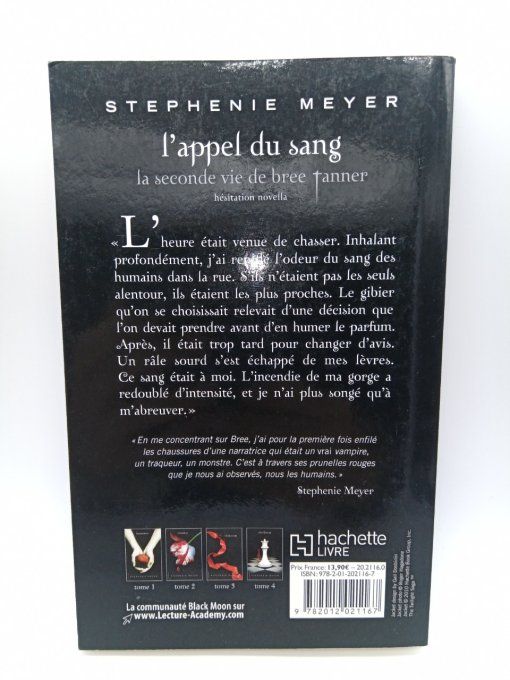 STEPHENIE MEYER
l'appel du sang
la seconde vie de bree tanner
hésitation novella
« L'heure était venue de chasser. Inhalant
profondément, j'ai l'odeur du sang des
humains dans la rue. S'ils n'étaient pas les seuls
alentour, ils étaient les plus proches. Le gibier
qu'on se choisissait relevait d'une décision que
l'on devait prendre avant d'en humer le parfum.
Après, il était trop tard pour changer d'avis.
Un râle sourd s'est échappé de mes lèvres.
Ce sang était à moi. L'incendie de ma gorge a
redoublé d'intensité, et je n'ai plus songé qu'à
m'abreuver. »
« En me concentrant sur Bree, j'ai pour la première fois enfilé
les chaussures d'une narratrice qui était un vrai vampire,
un traqueur, un monstre. C'est à travers ses prunelles rouges
que je nous ai observés, nous les humains. »
Stephenie Meyer
tome 1
tome 2
tome 3
tome 4
La communauté Black Moon sur
www.Lecture-Academy.com
hachette
LIVRE
Prix France: 13,90€ – 20.2116.0
ISBN: 978-2-01-202116-7
9 782012 021167